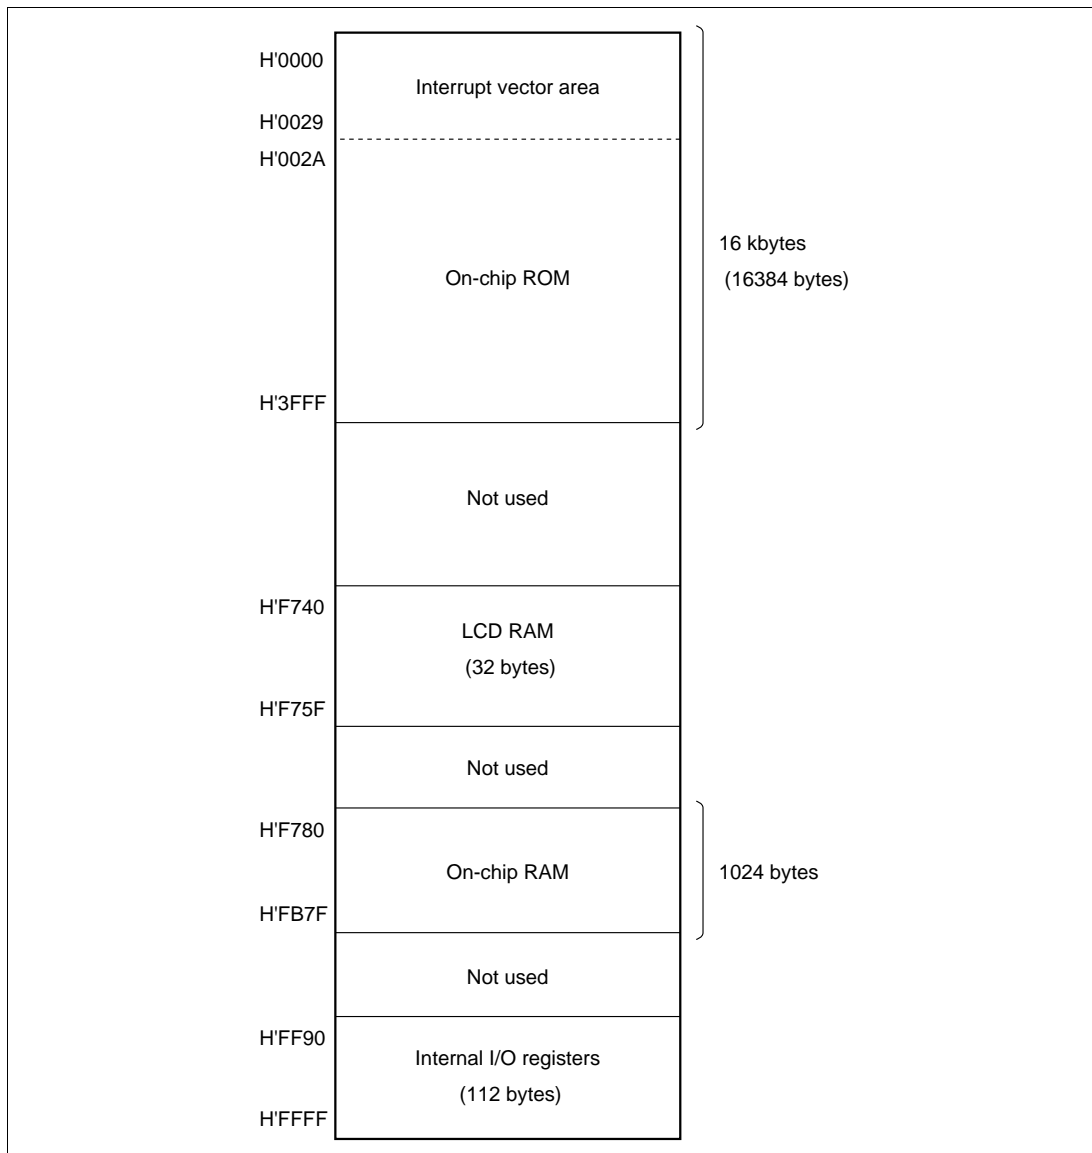 H'0000
Interrupt vector area
H'0029
H'002A
16 kbytes
(16384 bytes)
On-chip ROM
H'3FFF
Not used
H'F740
LCD RAM
(32 bytes)
H'F75F
Not used
H'F780
On-chip RAM
1024 bytes
H'FB7F
Not used
H'FF90
Internal I/O registers
(112 bytes)
H'FFFF